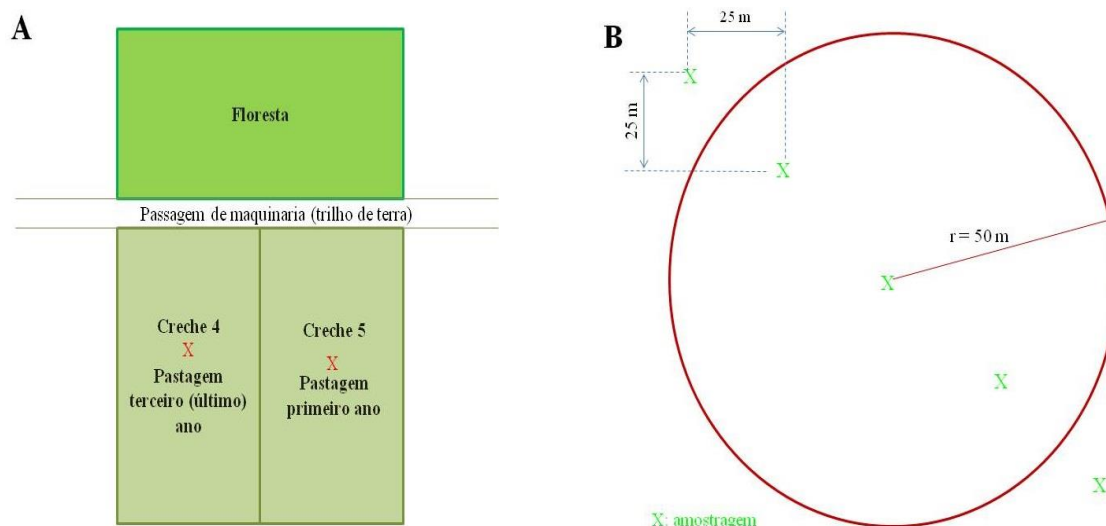 A
Floresta
Passagem de maquinaria (trilho de terra)
Creche 4
X
Pastagem
terceiro (último)
ano
Creche 5
X
Pastagem
primeiro ano
B
25 m
X
25 m
X
r = 50 m
X
X
X
X: amostragem